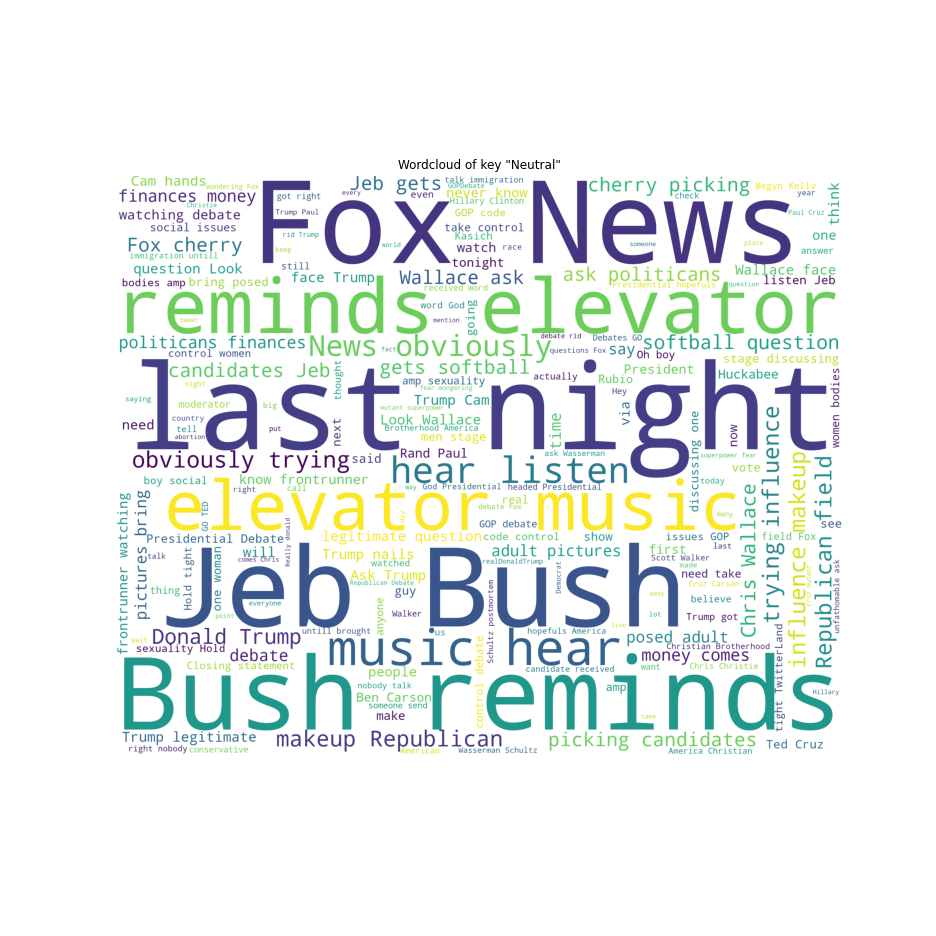 Wordcloud of key "Neutral"
Cam hands
wondering Fox
Jeb gets
talk immigration
GOPDebate
cherry picking
Megyn Kelly
finances money
Christie
got right
every
even
never know
Hillary Clinton
check
year
think
watching debate
Trump Paul
GOP code
Paul Cruz
Fox News
social issues
rid Trump
take control
Kasich
race
place
one
Fox cherry
keep
world
watch
someone
answer
immigration untill
still
tonight
question Look
face Trump
Wallace ask
ask politicians
Wallace face
bodies amp
bring posed
received word
Presidential hopefuls
question
listen Jeb
reminds elevator
word God
going
tweet
mention
politicians finances
News obviously
debate rid
Debates GO
softball question
control women
fact
questions Fox
say
Oh boy
stage discussing
candidates Jeb
thought
gets softball
actually
President
Huckabee
night
amp sexuality
fear mongering
Hey
Rubio
women bodies
saying
moderator
big
Trump Cam
mutant superpower
via
last night
need
country
put
next
Look Wallace
Brotherhood America
time
now
tell
abortion
men stage
discussing one
obviously trying
said
Rand Paul
ask Wasserman
superpower fear
vote
hear listen
boy social
know frontrunner
way
God Presidential
headed Presidential
today
right
call
real
many
frontrunner watching
pictures bring
GO TED
elevator music
day
debate Fox
Chris Wallace
trying influence
influence makeup
Republican field
GOP debate
see
Presidential Debate
legitimate question
code control
show
issues GOP
field Fox
talk
Hold tight
one woman
will
comes Chris
Really donald
Trump nails
watched
adult pictures
first
last
Scott Walker
made
thing
Ask Trump
realDonaldTrump
Democrat
need take
Cruz Carson
Cruz mutant
unfathomable ask
Republican Debate
guy
away
believe
Jeb Bush
everyone
anyone
Walker
Schultz postmortem
lot
Trump got
point
live
Donald Trump
untill brought
us
hopefuls America
posed adult
Christian Brotherhood
tight TwitterLand
wait
sexuality Hold
debate
music hear
money comes
Closing statement
people
control debate
candidate received
want
Chris Christie
nobody talk
amp
Hillary
Ben Carson
someone send
came
make
Bush reminds
Trump legitimate
makeup Republican
picking candidates
Ted Cruz
right nobody
conservative
American
Wasserman Schultz
America Christian